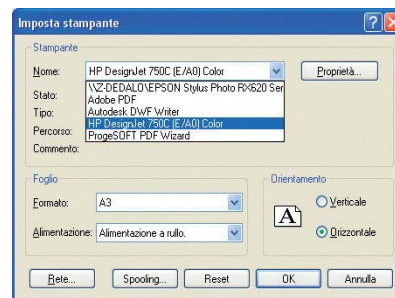 Imposta stampante
Stampante
Nome: HP DesignJet 750C (E/A0) Color Proprietà...
\\Z-DEDALO\EPSON Stylus Photo RX620 Ser
Stato: Adobe PDF
Tipo: Autodesk DWF Writer
HP DesignJet 750C (E/A0) Color
Percorso: ProgeSOFT PDF Wizard
Commento:
Foglio Orientamento
Formato: A3 Verticale
A
Alimentazione: Alimentazione a rullo. Orizzontale
Rete... Spooling... Reset OK Annulla